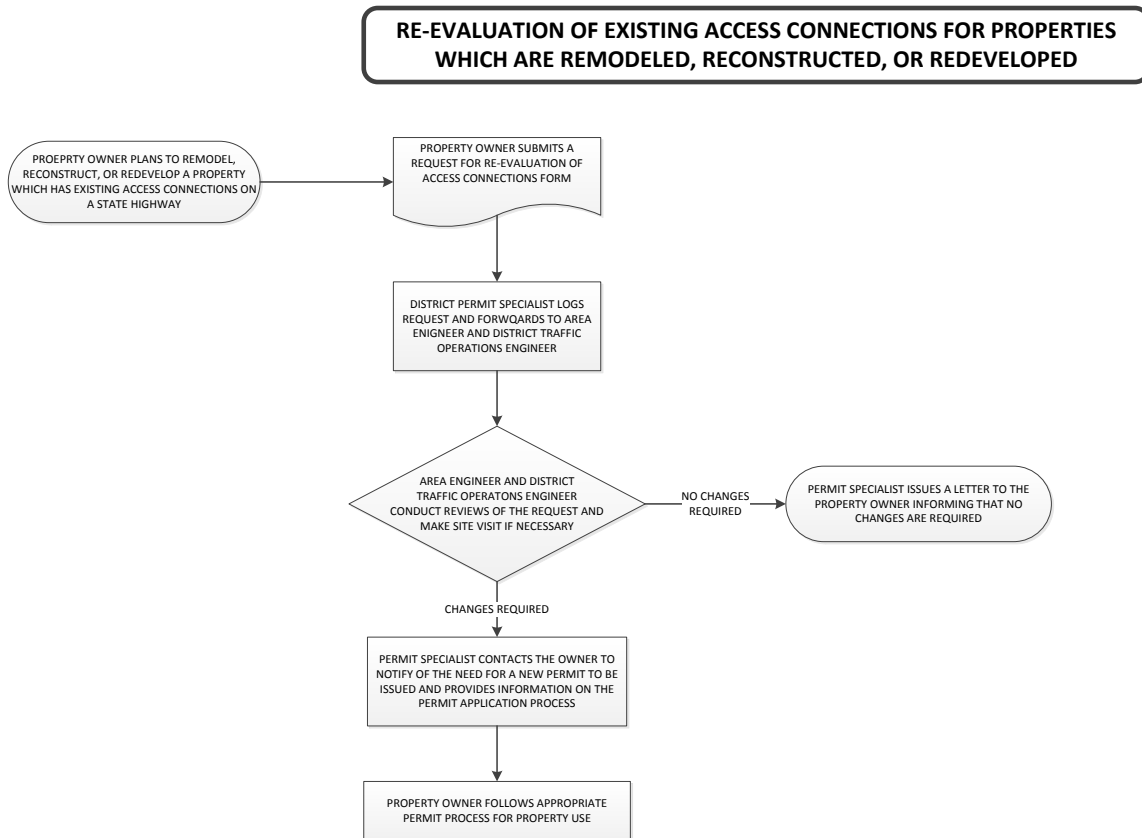 RE-EVALUATION OF EXISTING ACCESS CONNECTIONS FOR PROPERTIES
WHICH ARE REMODELED, RECONSTRUCTED, OR REDEVELOPED
PROEPRTY OWNER PLANS TO REMODEL,
RECONSTRUCT, OR REDEVELOP A PROPERTY
WHICH HAS EXISTING ACCESS CONNECTIONS ON
A STATE HIGHWAY
PROPERTY OWNER SUBMITS A
REQUEST FOR RE-EVALUATION OF
ACCESS CONNECTIONS FORM
DISTRICT PERMIT SPECIALIST LOGS
REQUEST AND FORWQARDS TO AREA
ENIGNEER AND DISTRICT TRAFFIC
OPERATIONS ENGINEER
AREA ENGINEER AND DISTRICT
TRAFFIC OPERATONS ENGINEER
CONDUCT REVIEWS OF THE REQUEST AND
MAKE SITE VISIT IF NECESSARY
NO CHANGES
REQUIRED
PERMIT SPECIALIST ISSUES A LETTER TO THE
PROPERTY OWNER INFORMING THAT NO
CHANGES ARE REQUIRED
CHANGES REQUIRED
PERMIT SPECIALIST CONTACTS THE OWNER TO
NOTIFY OF THE NEED FOR A NEW PERMIT TO BE
ISSUED AND PROVIDES INFORMATION ON THE
PERMIT APPLICATION PROCESS
PROPERTY OWNER FOLLOWS APPROPRIATE
PERMIT PROCESS FOR PROPERTY USE